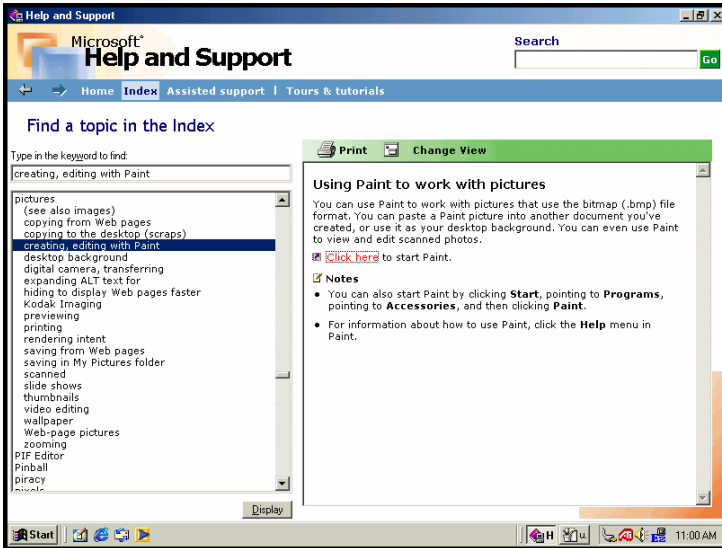 Help and Support
Microsoft®
Help and Support
Search
Go
Home Index Assisted support | Tours & tutorials
Find a topic in the Index
Type in the keyword to find:
creating, editing with Paint
pictures
(see also images)
copying from Web pages
copying to the desktop (scraps)
creating, editing with Paint
desktop background
digital camera, transferring
expanding ALT text for
hiding to display Web pages faster
Kodak Imaging
previewing
printing
rendering intent
saving from Web pages
saving in My Pictures folder
scanned
slide shows
thumbnails
video editing
wallpaper
Web-page pictures
zooming
PIF Editor
Pinball
piracy
pixels
Display
Print Change View
Using Paint to work with pictures
You can use Paint to work with pictures that use the bitmap (.bmp) file
format. You can paste a Paint picture into another document you've
created, or use it as your desktop background. You can even use Paint
to view and edit scanned photos.
Click here to start Paint.
Notes
• You can also start Paint by clicking Start, pointing to Programs,
pointing to Accessories, and then clicking Paint.
• For information about how to use Paint, click the Help menu in
Paint.
Start H u. 11:00 AM